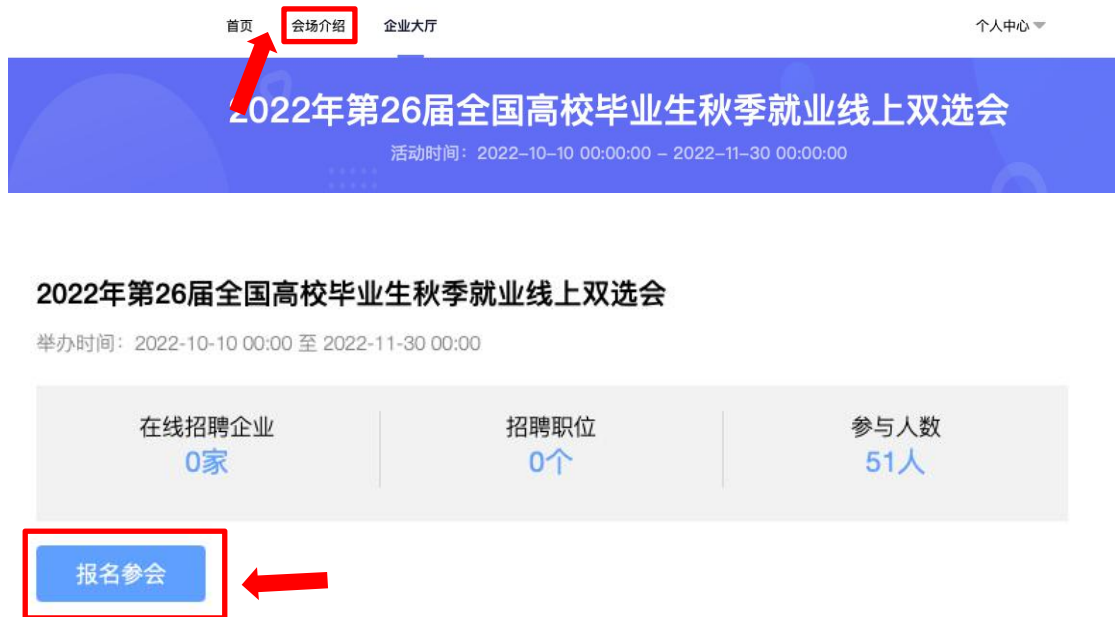 首页 会场介绍 企业大厅 个人中心
2022年第26届全国高校毕业生秋季就业线上双选会
活动时间：2022-10-10 00:00:00 - 2022-11-30 00:00:00
2022年第26届全国高校毕业生秋季就业线上双选会
举办时间：2022-10-10 00:00 至 2022-11-30 00:00
在线招聘企业 招聘职位 参与人数
0家 0个 51人
报名参会